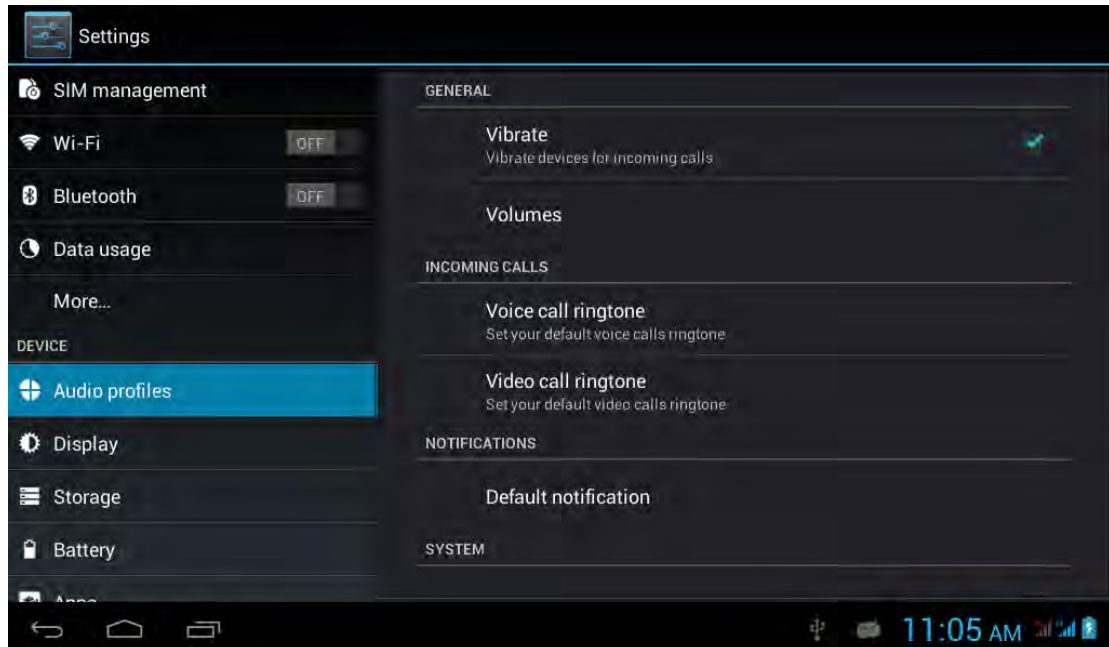 Settings
SIM management
Wi-Fi OFF
Bluetooth OFF
Data usage
More...
DEVICE
Audio profiles
Display
Storage
Battery
Apps
GENERAL
Vibrate
Vibrate devices for incoming calls
Volumes
INCOMING CALLS
Voice call ringtone
Set your default voice calls ringtone
Video call ringtone
Set your default video calls ringtone
NOTIFICATIONS
Default notification
SYSTEM
11:05 AM